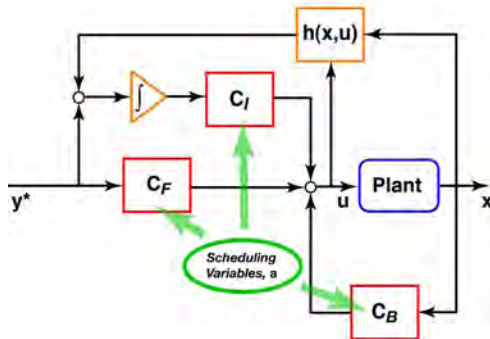 h(x,u)
∫
C_I
C_F
y*
u
Plant
x
Scheduling
Variables, a
C_B